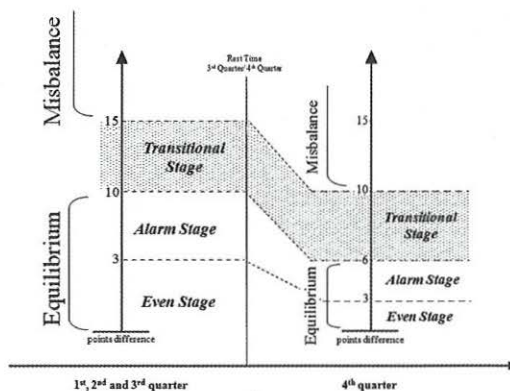 Rest Time
3rd Quarter/4th Quarter
Misbalance
15
Transitional
Stage
10
Alarm Stage
3
Even Stage
Equilibrium
points difference
Misbalance
15
10
Transitional
Stage
6
Alarm Stage
3
Even Stage
Equilibrium
points difference
1st, 2nd and 3rd quarter
4th quarter